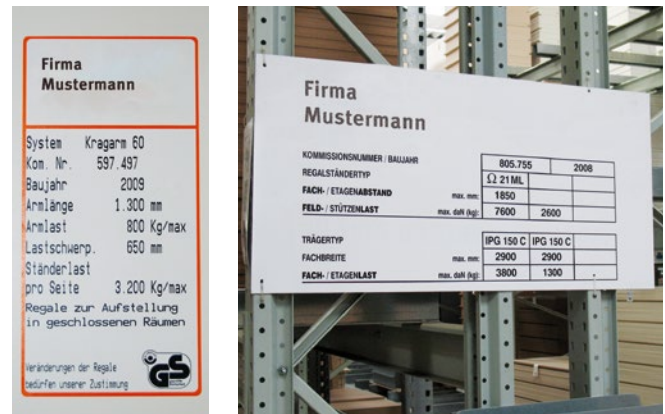 Firma
Mustermann
System Kragarm 60
Kom. Nr. 597.497
Baujahr 2009
Armlänge 1.300 mm
Armlast 800 Kg/max
Lastschwerp. 650 mm
Ständerlast
pro Seite 3.200 Kg/max
Regale zur Aufstellung
in geschlossenen Räumen
Veränderungen der Regale
bedürfen unserer Zustimmung
GS
Firma
Mustermann
KOMMISSIONSNUMMER / BAUJAHR 805.755 2008
REGALSTÄNDERTYP Ω 21 ML
FACH- / ETAGENABSTAND max. mm: 1850
FELD- / STÜTZENLAST max. daN (kg): 7600 2600
TRÄGERTYP IPG 150 C IPG 150 C
FACHBREITE max. mm: 2900 2900
FACH- / ETAGENLAST max. daN (kg): 3800 1300